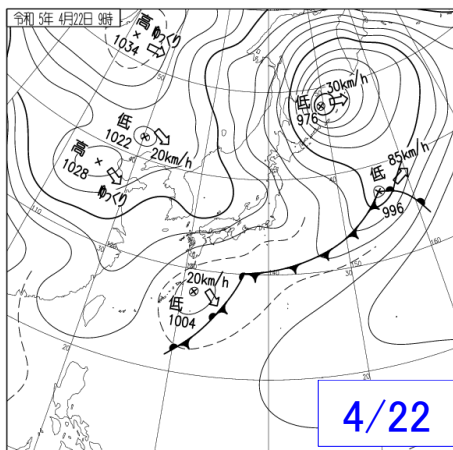 令和 5年 4月22日 9時
高 ゆっくり
1034
低
1022
20km/h
高
1028
ゆっくり
低
976
30km/h
低
996
85km/h
20km/h
低
1004
4/22